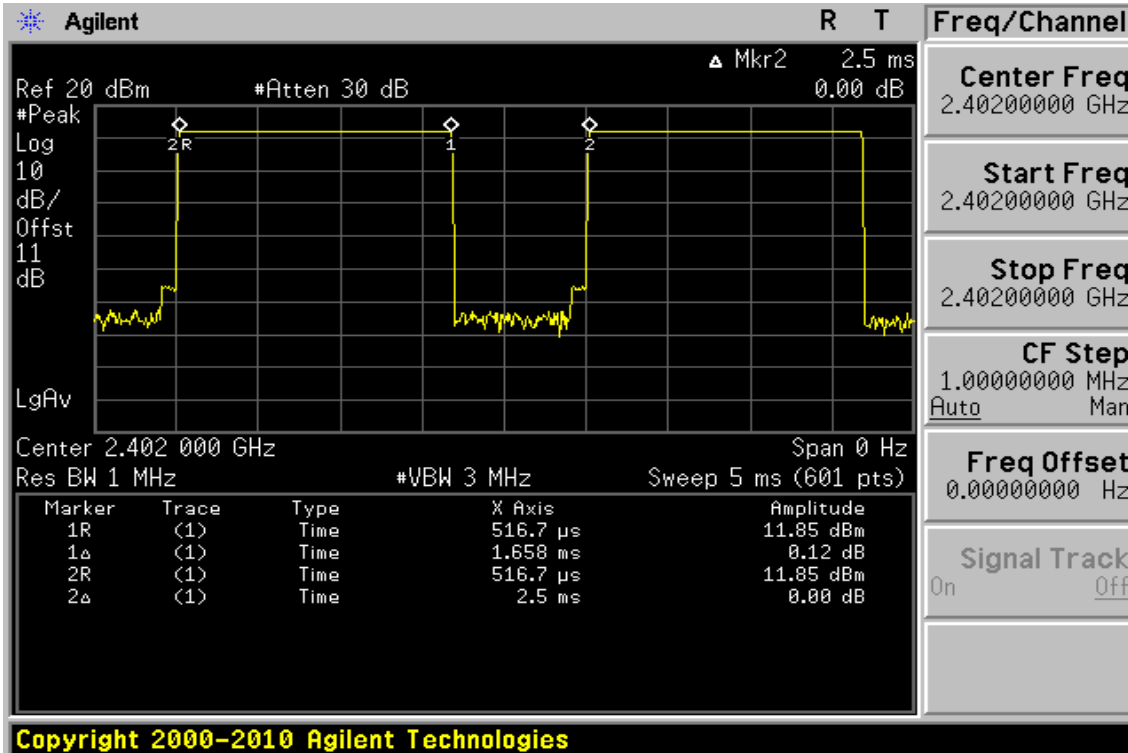 Agilent R T
Freq/Channel
Δ Mkr2 2.5 ms
Ref 20 dBm #Atten 30 dB 0.00 dB
#Peak
Log
10
dB/
Offst
11
dB
2R 1 2
LgAv
Center 2.402 000 GHz Span 0 Hz
Res BW 1 MHz #VBW 3 MHz Sweep 5 ms (601 pts)
Marker Trace Type X Axis Amplitude
1R (1) Time 516.7 µs 11.85 dBm
1Δ (1) Time 1.658 ms 0.12 dB
2R (1) Time 516.7 µs 11.85 dBm
2Δ (1) Time 2.5 ms 0.00 dB
Center Freq
2.40200000 GHz
Start Freq
2.40200000 GHz
Stop Freq
2.40200000 GHz
CF Step
1.00000000 MHz
Auto Man
Freq Offset
0.00000000 Hz
Signal Track
On Off
Copyright 2000-2010 Agilent Technologies